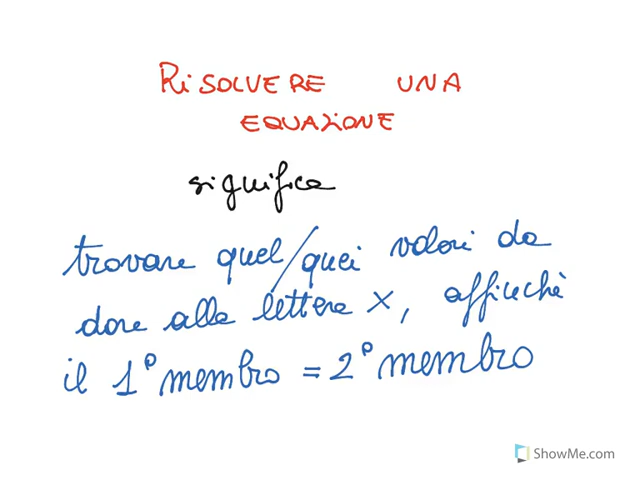 RISOLVERE UNA
EQUAZIONE
significa
trovare quel/quei valori da
dare alla lettera x, affinchè
il 1° membro = 2° membro
ShowMe.com